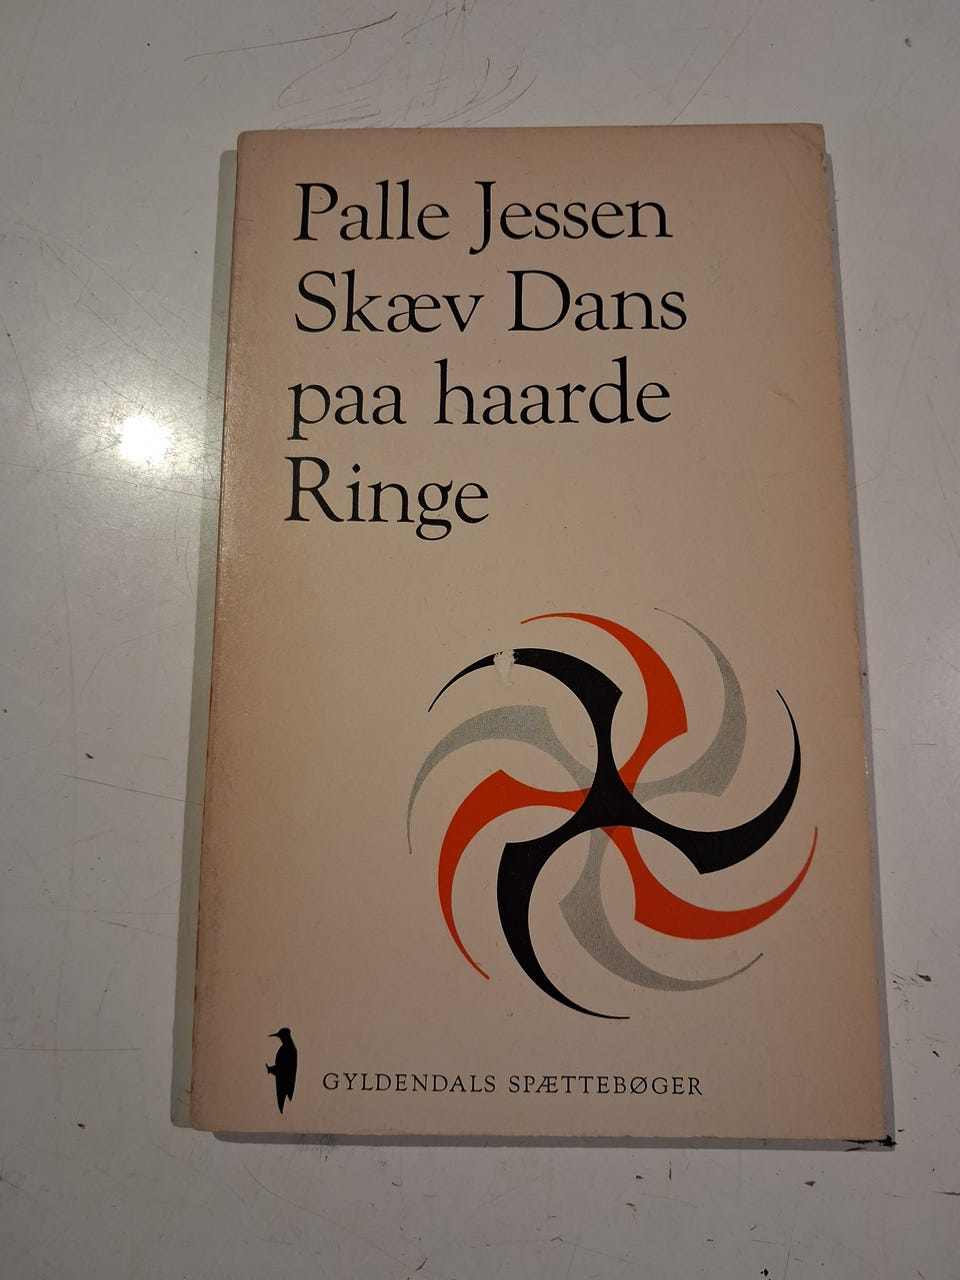 Palle Jessen
Skæv Dans
paa haarde
Ringe
GYLDENDALS SPÆTTEBØGER